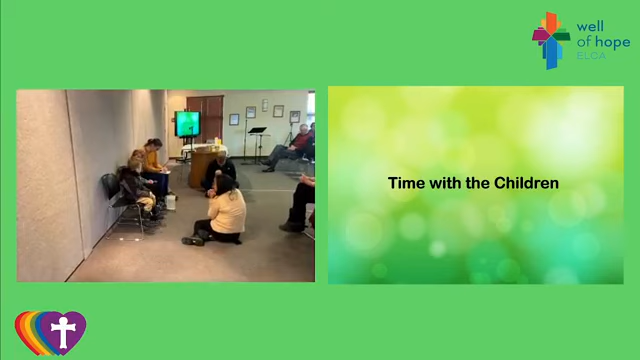 well
of hope
ELCA
Time with the Children